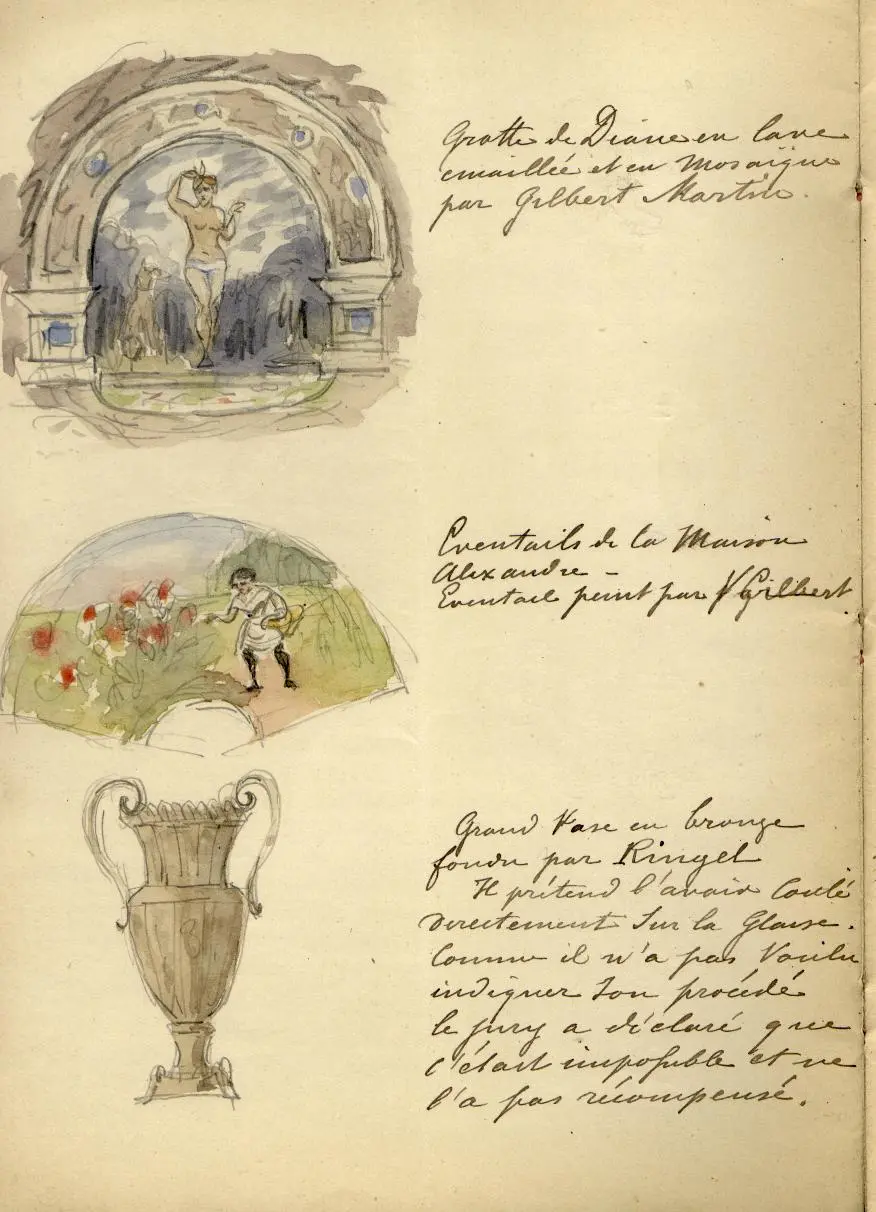 Grotte de Diane en lave
emaillée et en Mosaïque
par Gilbert Martin.
Eventails de la Maison
Alexandre –
Eventail peint par V Gilbert
Grand Vase en bronze
fondu par Ringel
Il prétend l'avoir Coulé
Directement Sur la Glaise.
Comme il n'a pas Voulu
indiquer Son procédé
le jury a déclaré que
c'était impossible et ne
l'a pas récompensé.